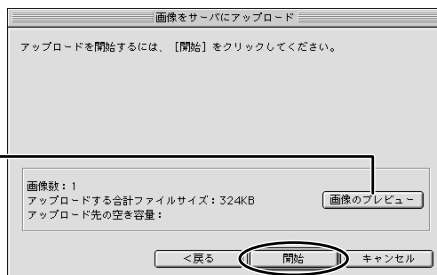 画像をサーバにアップロード
アップロードを開始するには、［開始］をクリックしてください。
画像数：1
アップロードする合計ファイルサイズ：324KB
画像のプレビュー
アップロード先の空き容量：
<戻る
開始
キャンセル